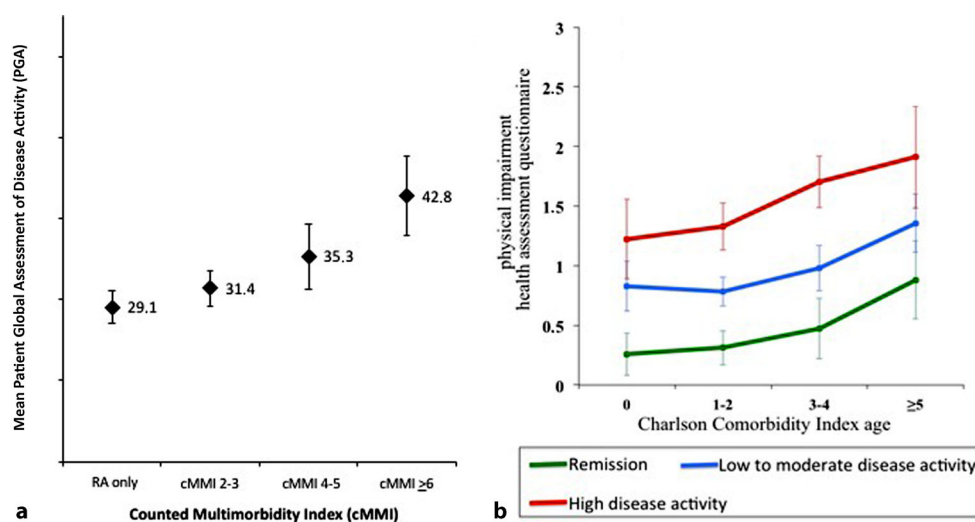 Mean Patient Global Assessment of Disease Activity (PGA)
29.1
31.4
35.3
42.8
RA only
cMMI 2-3
cMMI 4-5
cMMI ≥6
a
Counted Multimorbidity Index (cMMI)
physical impairment
health assessment questionnaire
3
2.5
2
1.5
1
0.5
0
0
1-2
3-4
≥5
Charlson Comorbidity Index age
b
Remission
Low to moderate disease activity
High disease activity